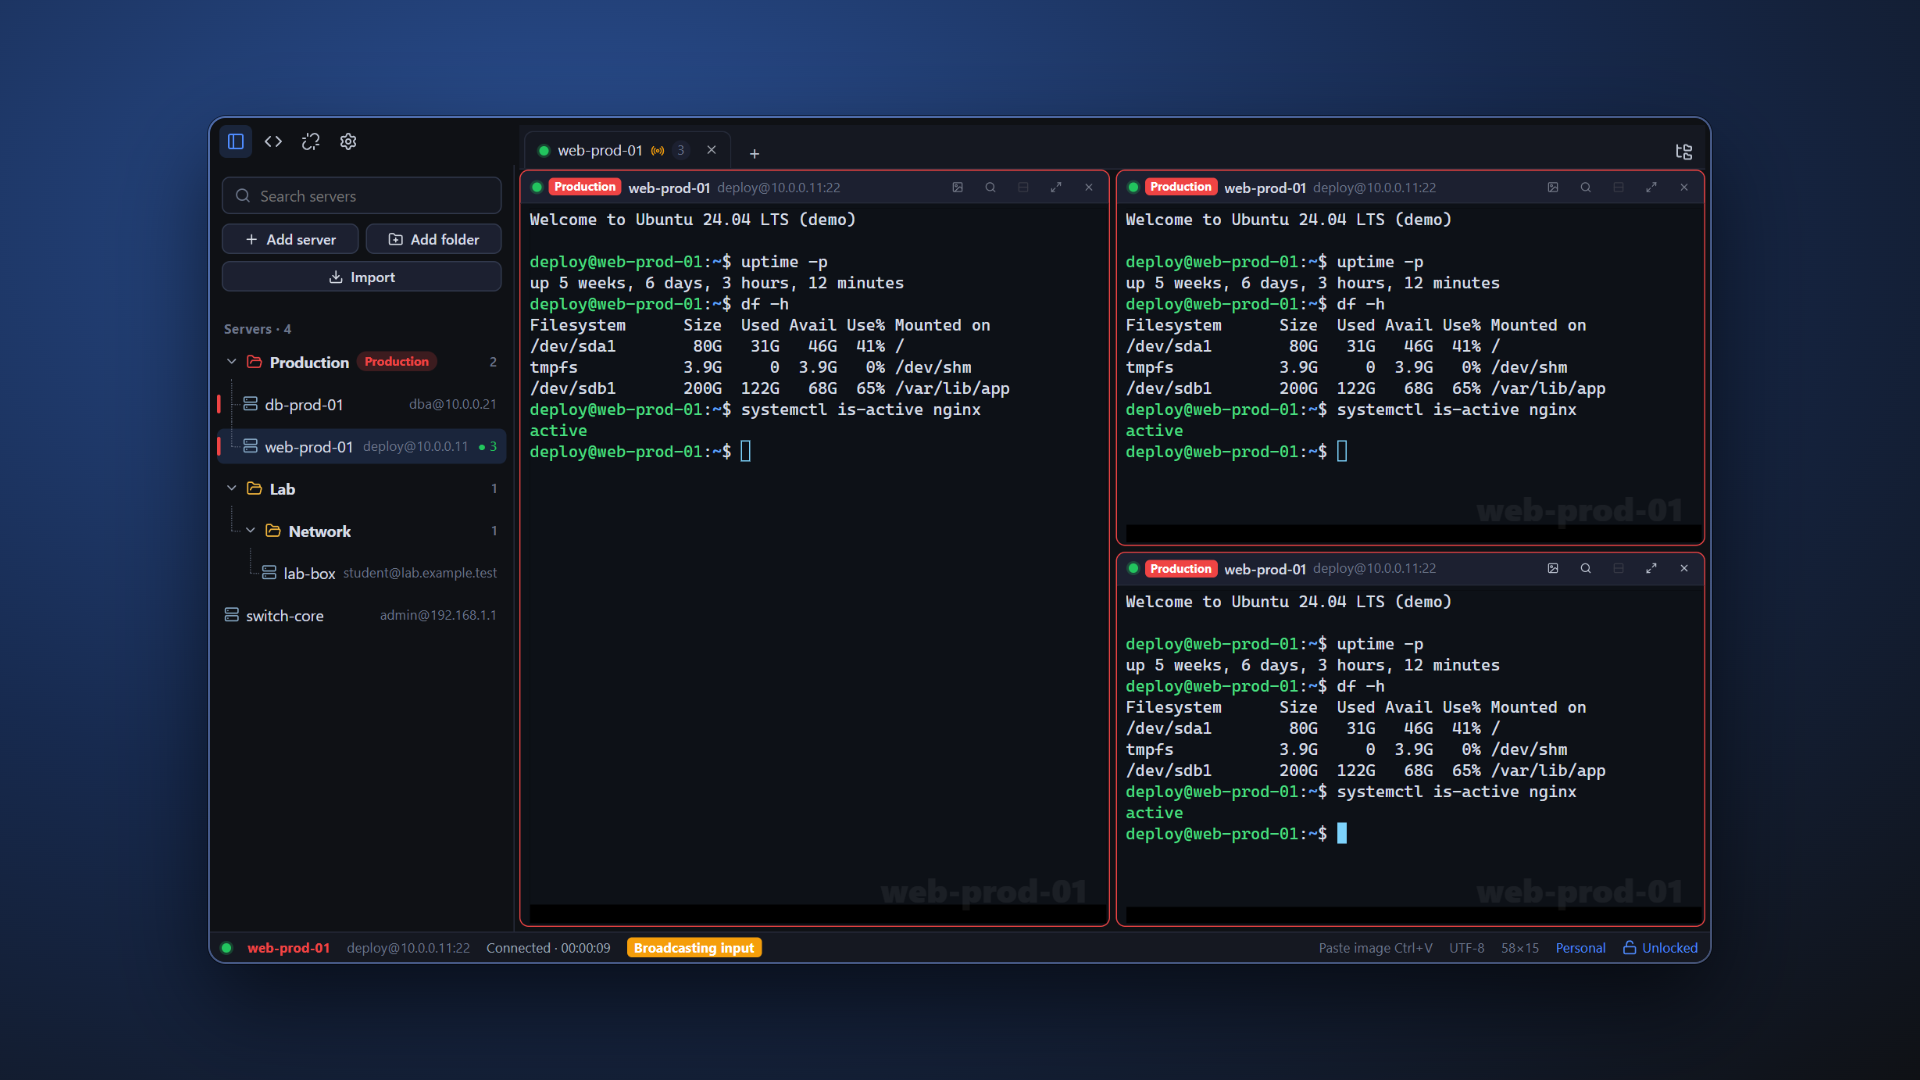 web-prod-01 3
Search servers
Add server
Add folder
Import
Servers · 4
Production Production 2
db-prod-01 dba@10.0.0.21
web-prod-01 deploy@10.0.0.11 3
Lab 1
Network 1
lab-box student@lab.example.test
switch-core admin@192.168.1.1
Production web-prod-01 deploy@10.0.0.11:22
Welcome to Ubuntu 24.04 LTS (demo)
deploy@web-prod-01:~$ uptime -p
up 5 weeks, 6 days, 3 hours, 12 minutes
deploy@web-prod-01:~$ df -h
Filesystem Size Used Avail Use% Mounted on
/dev/sda1 80G 31G 46G 41% /
tmpfs 3.9G 0 3.9G 0% /dev/shm
/dev/sdb1 200G 122G 68G 65% /var/lib/app
deploy@web-prod-01:~$ systemctl is-active nginx
active
deploy@web-prod-01:~$
web-prod-01
Production web-prod-01 deploy@10.0.0.11:22
Welcome to Ubuntu 24.04 LTS (demo)
deploy@web-prod-01:~$ uptime -p
up 5 weeks, 6 days, 3 hours, 12 minutes
deploy@web-prod-01:~$ df -h
Filesystem Size Used Avail Use% Mounted on
/dev/sda1 80G 31G 46G 41% /
tmpfs 3.9G 0 3.9G 0% /dev/shm
/dev/sdb1 200G 122G 68G 65% /var/lib/app
deploy@web-prod-01:~$ systemctl is-active nginx
active
deploy@web-prod-01:~$
web-prod-01
Production web-prod-01 deploy@10.0.0.11:22
Welcome to Ubuntu 24.04 LTS (demo)
deploy@web-prod-01:~$ uptime -p
up 5 weeks, 6 days, 3 hours, 12 minutes
deploy@web-prod-01:~$ df -h
Filesystem Size Used Avail Use% Mounted on
/dev/sda1 80G 31G 46G 41% /
tmpfs 3.9G 0 3.9G 0% /dev/shm
/dev/sdb1 200G 122G 68G 65% /var/lib/app
deploy@web-prod-01:~$ systemctl is-active nginx
active
deploy@web-prod-01:~$
web-prod-01
web-prod-01 deploy@10.0.0.11:22 Connected · 00:00:09 Broadcasting input Paste image Ctrl+V UTF-8 58×15 Personal Unlocked